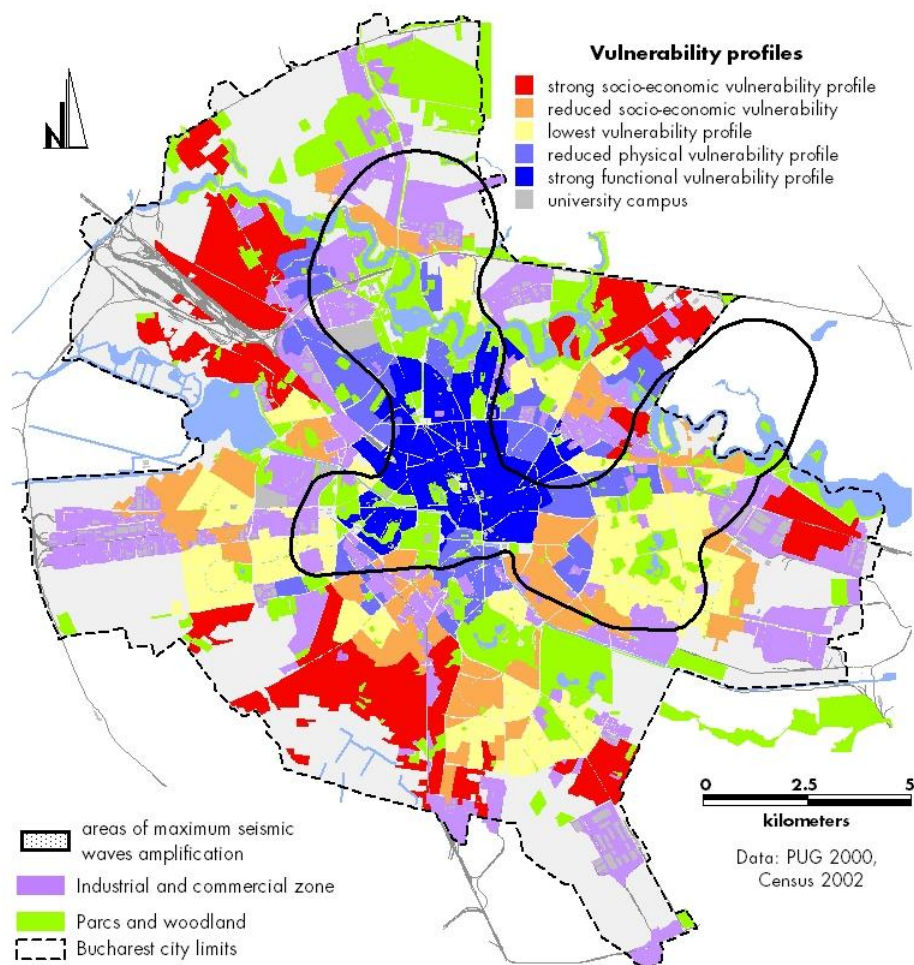 Vulnerability profiles
strong socio-economic vulnerability profile
reduced socio-economic vulnerability
lowest vulnerability profile
reduced physical vulnerability profile
strong functional vulnerability profile
university campus
N
0 2.5 5
kilometers
Data: PUG 2000,
Census 2002
areas of maximum seismic
waves amplification
Industrial and commercial zone
Parcs and woodland
Bucharest city limits